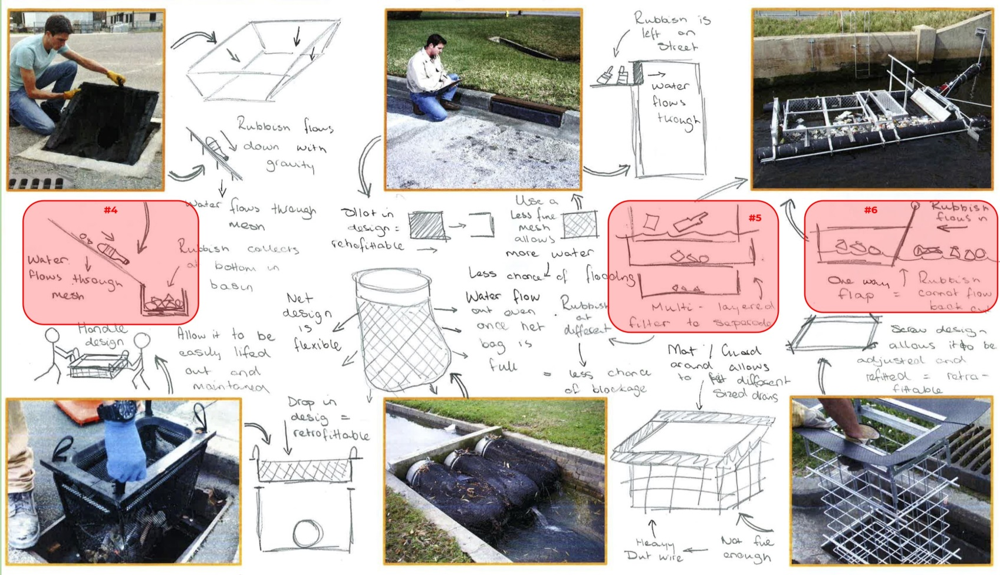 Rubbish flows
down with
gravity
Water flows through
mesh
#4
Water
flows through
mesh
Rubbish collects
at bottom in
basin
Handle
design
Allow it to be
easily lifed
out and
maintaned
Rubbish is
left on
street
water
flows
through
Sllot in
design =
retrofittable
Use a
Less fine
mesh
allows
more water
Less chance of flooding
Net
design
is
flexible
Water flow
out even
once net
bag is
full
Rubbish
at
different
= less chance
of blockage
#5
Multi-layered
filter to separate
#6
Rubbish
flows in
One way
flap =
Rubbish
cannot flow
back out
Drop in
desig =
retrofittable
Mat / Guard
around allows
to fit different
sized drans
Heavy
Dut wire
Not fine
enough
Screw design
allows it to be
adjusted and
refitted = retra-
fittable